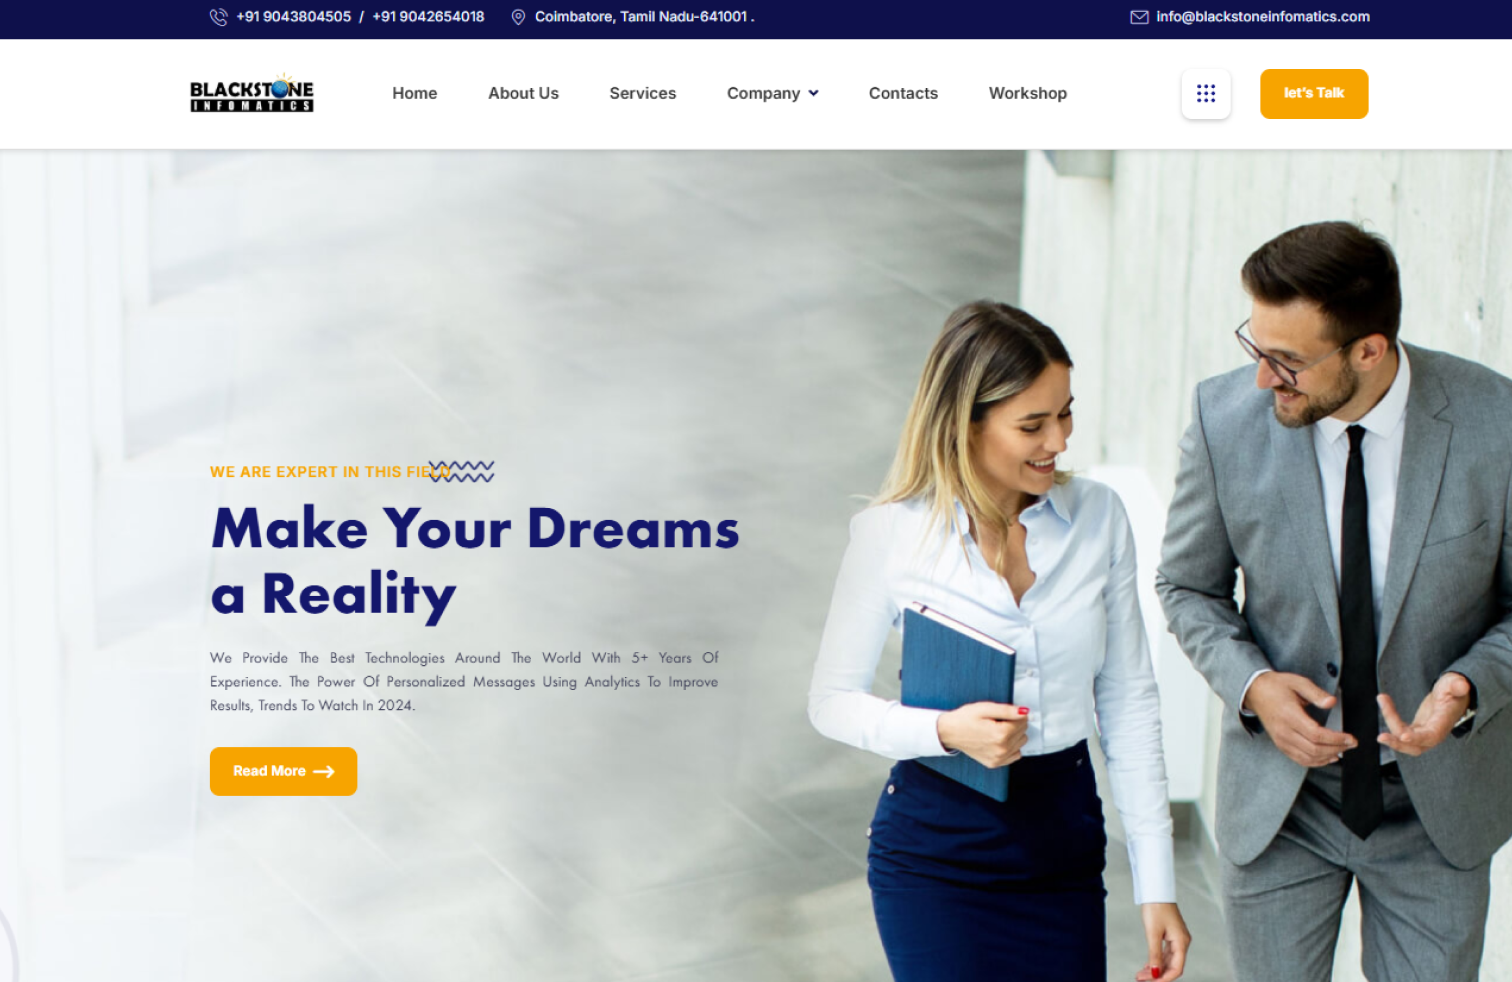 +91 9043804505 / +91 9042654018 Coimbatore, Tamil Nadu-641001 . info@blackstoneinfomatics.com
BLACKSTONE
INFOMATICS
Home About Us Services Company Contacts Workshop let's Talk
WE ARE EXPERT IN THIS FIELD
Make Your Dreams
a Reality
We Provide The Best Technologies Around The World With 5+ Years Of
Experience. The Power Of Personalized Messages Using Analytics To Improve
Results, Trends To Watch In 2024.
Read More